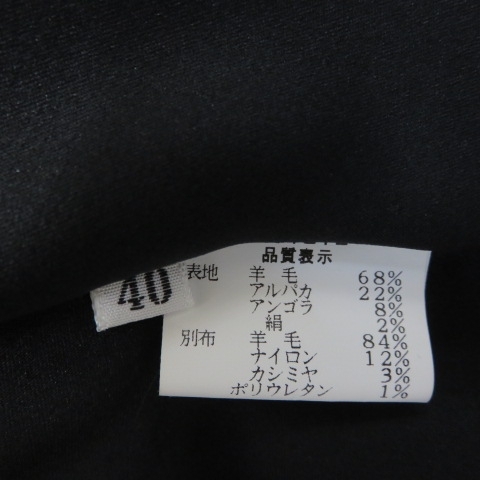 品質表示
表地 羊毛 68%
アルパカ 22%
アンゴラ 8%
絹 2%
別布 羊毛 84%
ナイロン 12%
カシミヤ 3%
ポリウレタン 1%
40